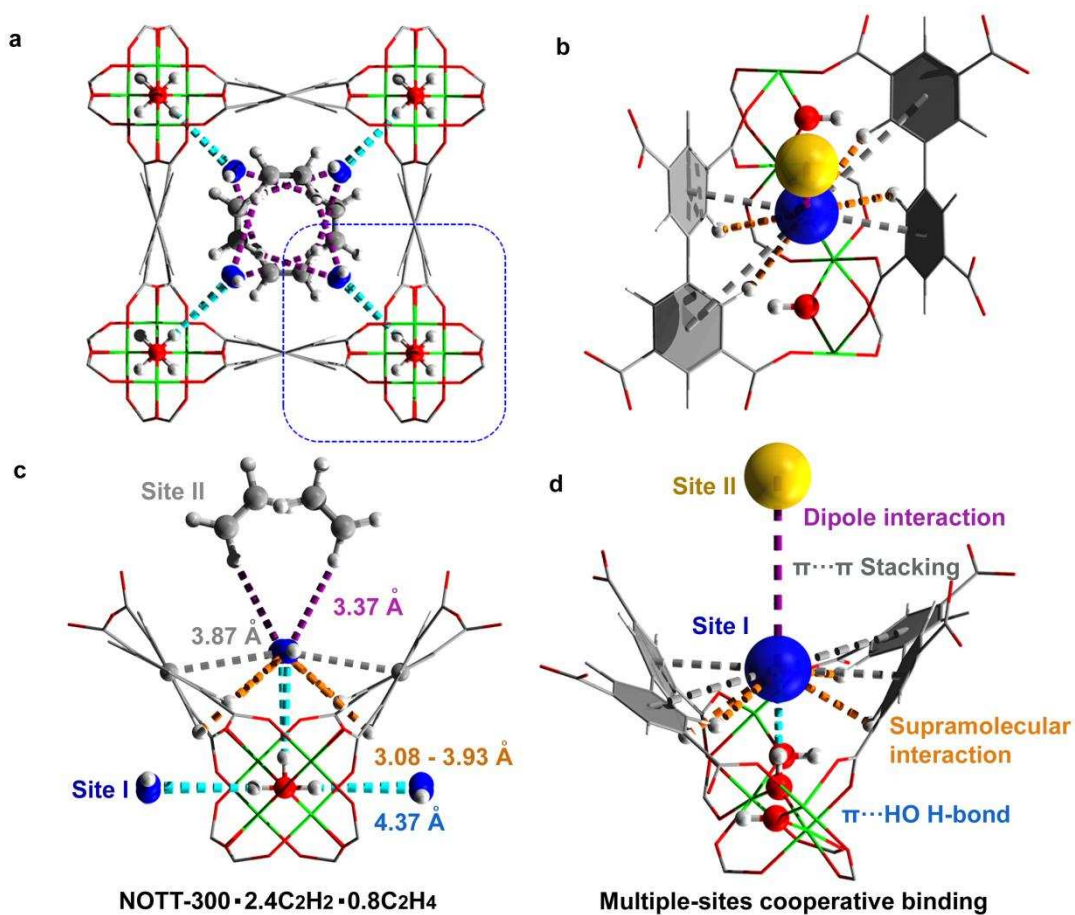 a
b
c
Site II
3.37 Å
3.87 Å
3.08 - 3.93 Å
Site I
4.37 Å
NOTT-300·2.4C2H2·0.8C2H4
d
Site II
Dipole interaction
π···π Stacking
Site I
Supramolecular
interaction
π···HO H-bond
Multiple-sites cooperative binding